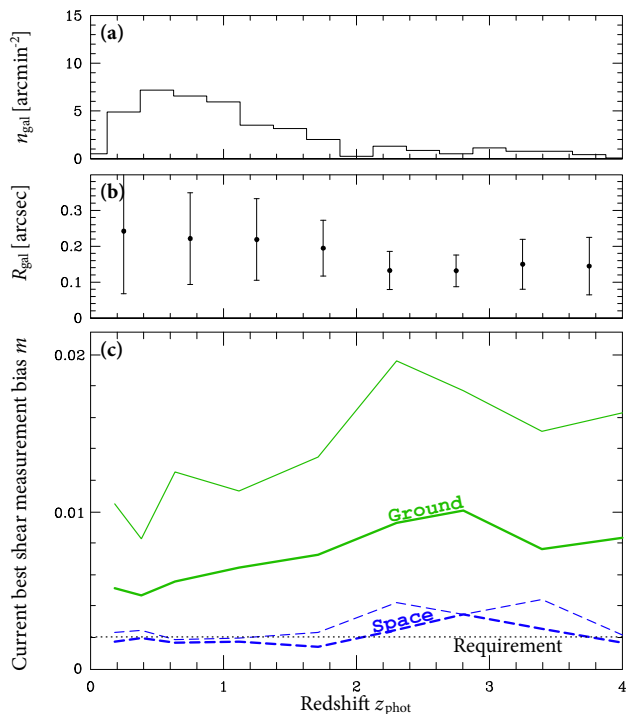 (a)
15
10
5
0
n_gal [arcmin⁻²]
(b)
0.3
0.2
0.1
0
R_gal [arcsec]
(c)
0.02
0.01
0
Current best shear measurement bias m
Ground
Space
Requirement
0 1 2 3 4
Redshift z_phot